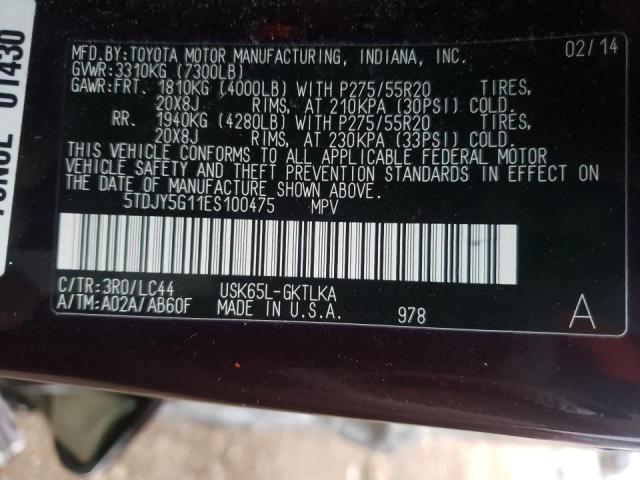 MFD.BY:TOYOTA MOTOR MANUFACTURING, INDIANA, INC. 02/14
GVWR:3310KG (7300LB)
GAWR:FRT. 1810KG (4000LB) WITH P275/55R20 TIRES,
20X8J RIMS, AT 210KPA (30PSI) COLD.
RR. 1940KG (4280LB) WITH P275/55R20 TIRES,
20X8J RIMS, AT 230KPA (33PSI) COLD.
THIS VEHICLE CONFORMS TO ALL APPLICABLE FEDERAL MOTOR
VEHICLE SAFETY AND THEFT PREVENTION STANDARDS IN EFFECT ON
THE DATE OF MANUFACTURE SHOWN ABOVE.
5TDJY5G11ES100475 MPV
C/TR:3R0/LC44 USK65L-GKTLKA
A/TM:A02A/AB60F MADE IN U.S.A. 978 A
01430